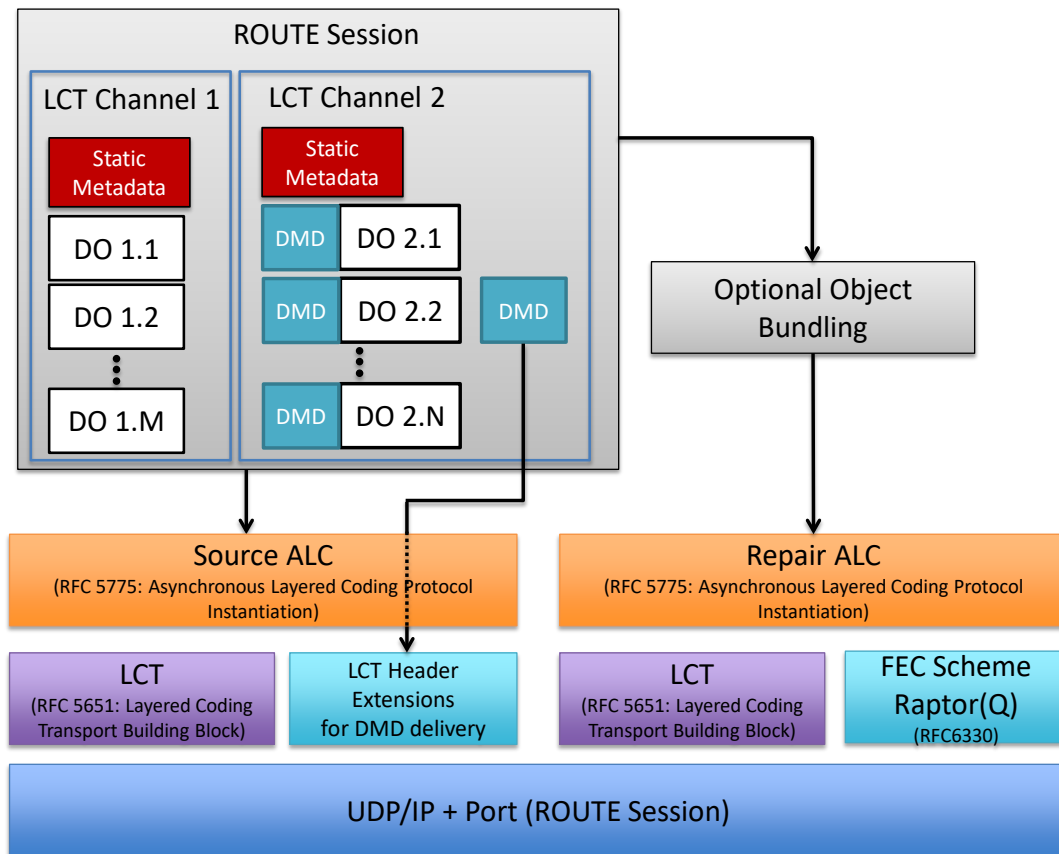 ROUTE Session
LCT Channel 1
Static
Metadata
DO 1.1
DO 1.2
DO 1.M
LCT Channel 2
Static
Metadata
DMD
DO 2.1
DMD
DO 2.2
DMD
DMD
DO 2.N
Optional Object
Bundling
Source ALC
(RFC 5775: Asynchronous Layered Coding Protocol
Instantiation)
Repair ALC
(RFC 5775: Asynchronous Layered Coding Protocol
Instantiation)
LCT
(RFC 5651: Layered Coding
Transport Building Block)
LCT Header
Extensions
for DMD delivery
LCT
(RFC 5651: Layered Coding
Transport Building Block)
FEC Scheme
Raptor(Q)
(RFC6330)
UDP/IP + Port (ROUTE Session)